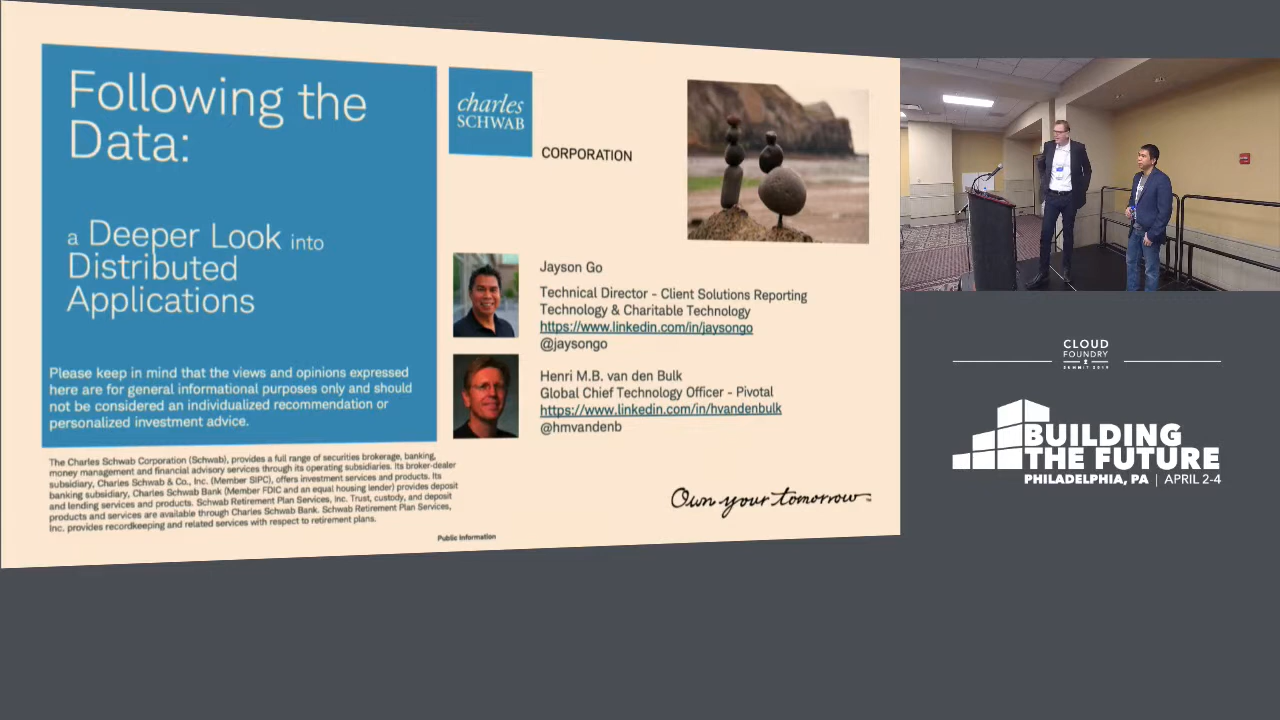 Following the
Data:
a Deeper Look into
Distributed
Applications
Please keep in mind that the views and opinions expressed
here are for general informational purposes only and should
not be considered an individualized recommendation or
personalized investment advice.
The Charles Schwab Corporation (Schwab), provides a full range of securities brokerage, banking,
money management and financial advisory services through its operating subsidiaries. Its broker-dealer
subsidiary, Charles Schwab & Co., Inc. (Member SIPC), offers investment services and products. Its
banking subsidiary, Charles Schwab Bank (Member FDIC and an equal housing lender) provides deposit
and lending services and products. Schwab Retirement Plan Services, Inc. Trust, custody, and deposit
products and services are available through Charles Schwab Bank. Schwab Retirement Plan Services,
Inc. provides recordkeeping and related services with respect to retirement plans.
charles
SCHWAB
CORPORATION
Jayson Go
Technical Director - Client Solutions Reporting
Technology & Charitable Technology
https://www.linkedin.com/in/jaysongo
@jaysongo
Henri M.B. van den Bulk
Global Chief Technology Officer - Pivotal
https://www.linkedin.com/in/hvandenbulk
@hmvandenb
Own your tomorrow.
Public Information
CLOUD
FOUNDRY
SUMMIT 2019
BUILDING
THE FUTURE
PHILADELPHIA, PA | APRIL 2-4